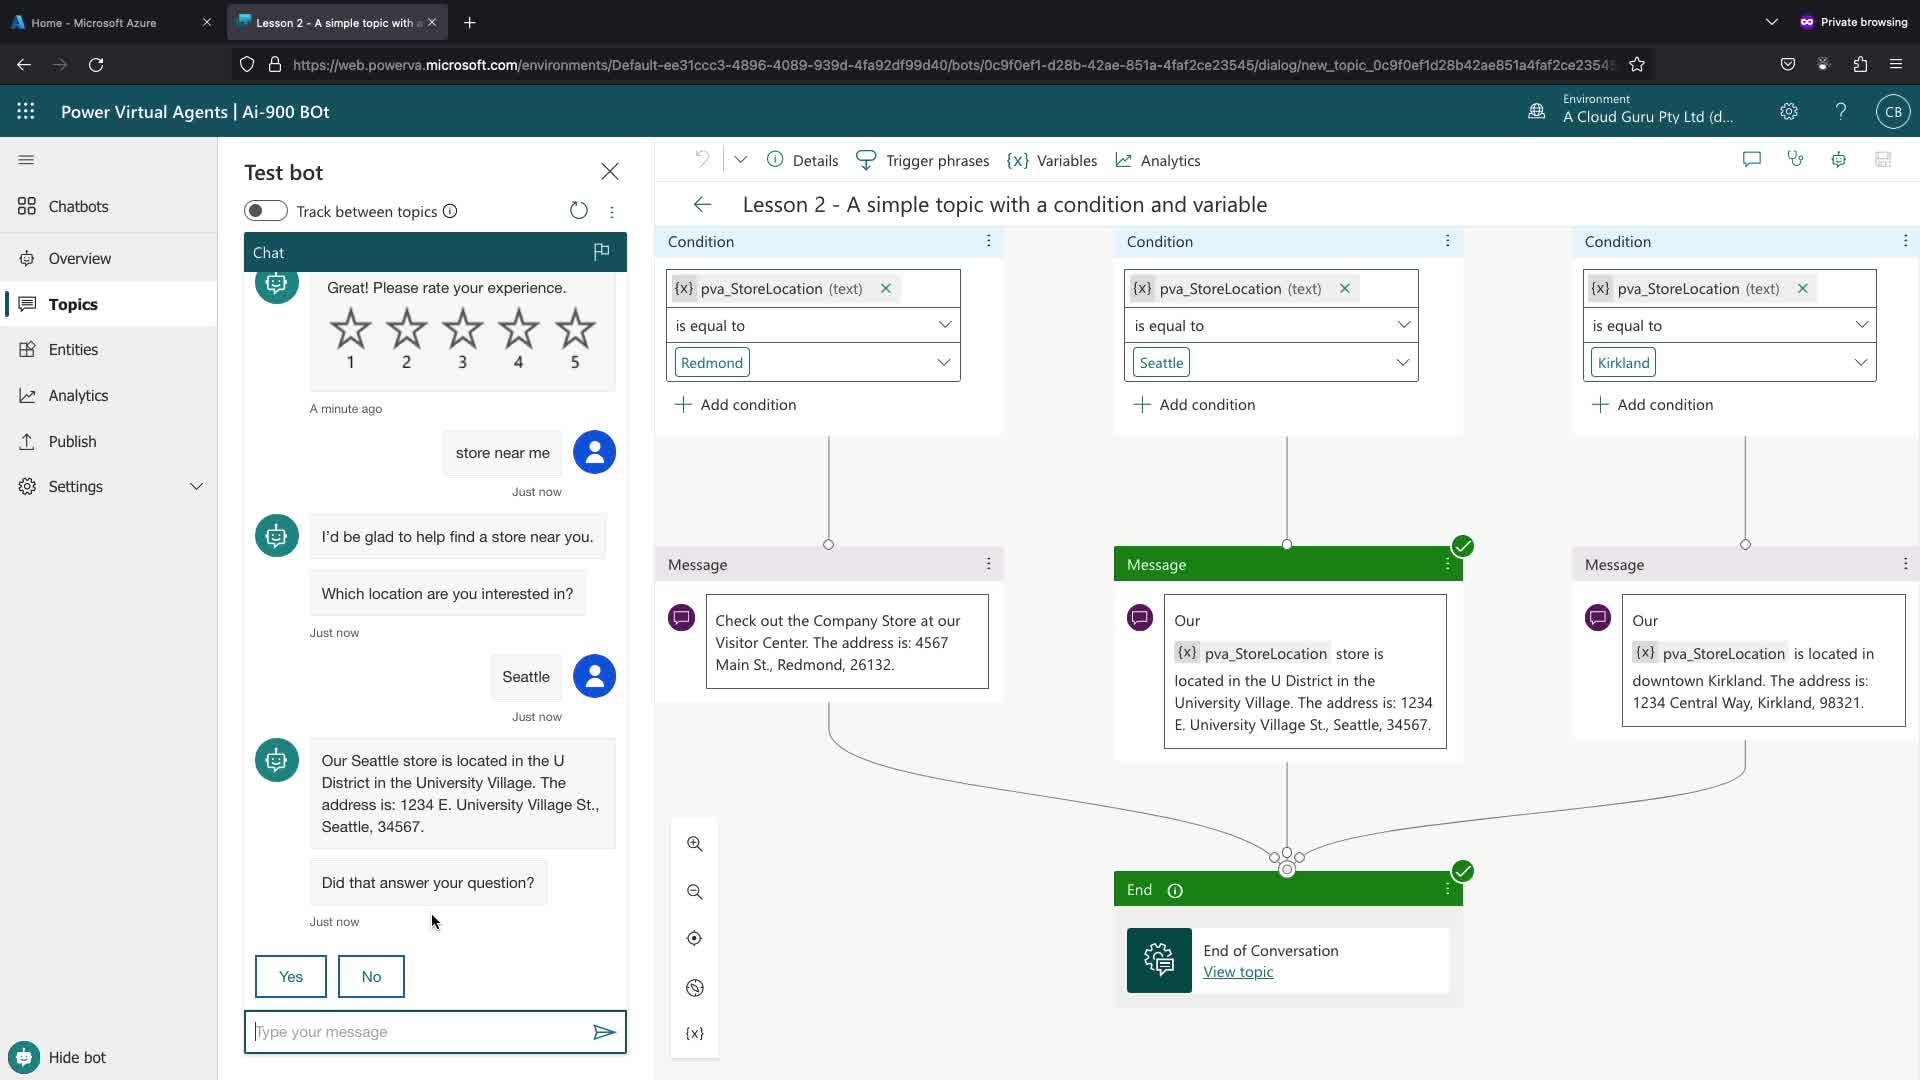 Home - Microsoft Azure
Lesson 2 - A simple topic with a
Private browsing
https://web.powerva.microsoft.com/environments/Default-ee31ccc3-4896-4089-939d-4fa92df99d40/bots/0c9f0ef1-d28b-42ae-851a-4faf2ce23545/dialog/new_topic_0c9f0ef1d28b42ae851a4faf2ce23545
Power Virtual Agents | Ai-900 BOt
Environment
A Cloud Guru Pty Ltd (d...
?
CB
Chatbots
Overview
Topics
Entities
Analytics
Publish
Settings
Hide bot
Test bot
Track between topics
Chat
Great! Please rate your experience.
1 2 3 4 5
A minute ago
store near me
Just now
I'd be glad to help find a store near you.
Which location are you interested in?
Just now
Seattle
Just now
Our Seattle store is located in the U
District in the University Village. The
address is: 1234 E. University Village St.,
Seattle, 34567.
Did that answer your question?
Just now
Yes No
Type your message
Details Trigger phrases {x} Variables Analytics
Lesson 2 - A simple topic with a condition and variable
Condition
{x} pva_StoreLocation (text)
is equal to
Redmond
Add condition
Message
Check out the Company Store at our
Visitor Center. The address is: 4567
Main St., Redmond, 26132.
Condition
{x} pva_StoreLocation (text)
is equal to
Seattle
Add condition
Message
Our
{x} pva_StoreLocation store is
located in the U District in the
University Village. The address is: 1234
E. University Village St., Seattle, 34567.
Condition
{x} pva_StoreLocation (text)
is equal to
Kirkland
Add condition
Message
Our
{x} pva_StoreLocation is located in
downtown Kirkland. The address is:
1234 Central Way, Kirkland, 98321.
End
End of Conversation
View topic
{x}